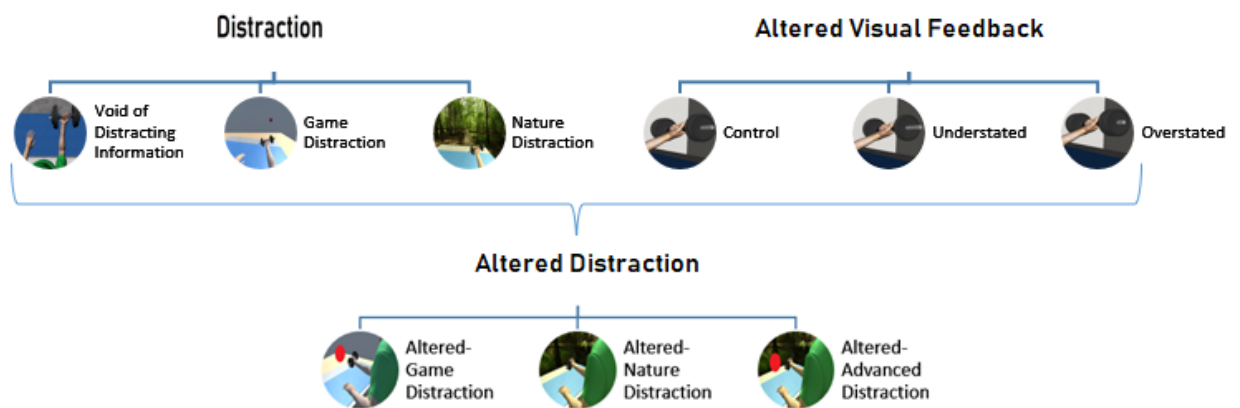 Distraction
Altered Visual Feedback
Void of
Distracting
Information
Game
Distraction
Nature
Distraction
Control
Understated
Overstated
Altered Distraction
Altered-
Game
Distraction
Altered-
Nature
Distraction
Altered-
Advanced
Distraction